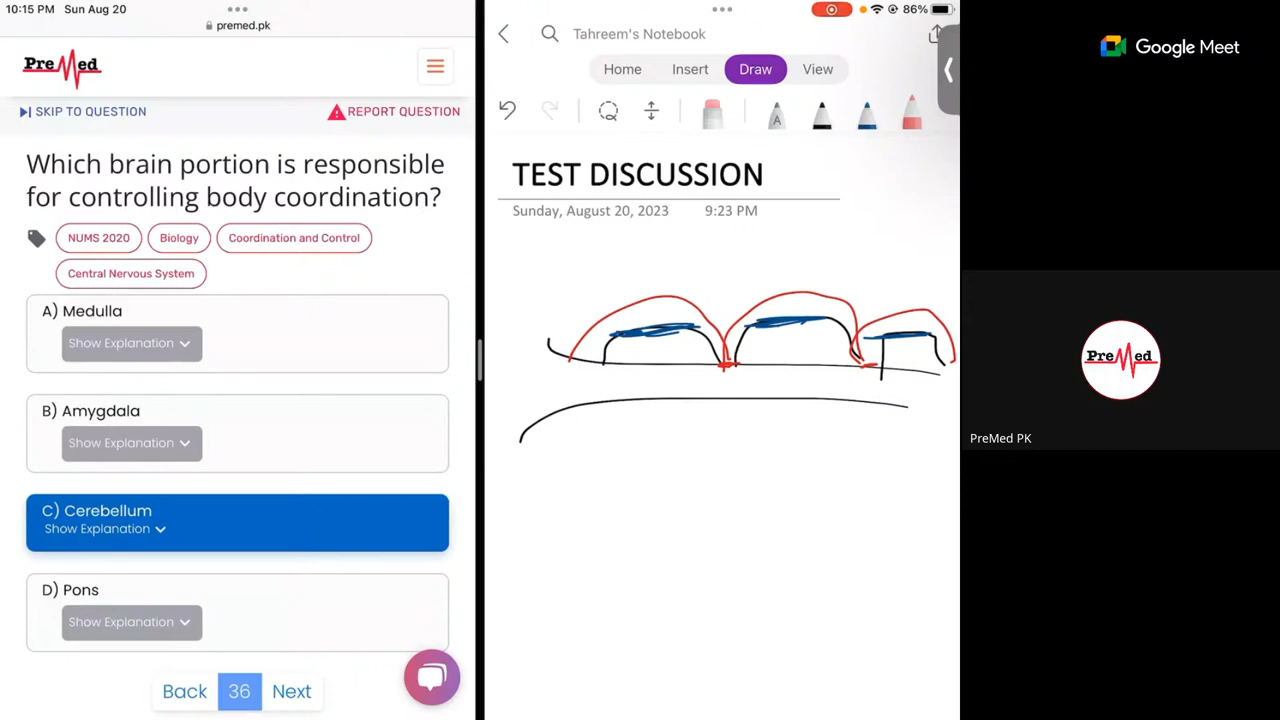 10:15 PM Sun Aug 20
premed.pk
PreMed
SKIP TO QUESTION
REPORT QUESTION
Which brain portion is responsible
for controlling body coordination?
NUMS 2020
Biology
Coordination and Control
Central Nervous System
A) Medulla
Show Explanation
B) Amygdala
Show Explanation
C) Cerebellum
Show Explanation
D) Pons
Show Explanation
Back 36 Next
86%
Tahreem's Notebook
Home Insert Draw View
A
TEST DISCUSSION
Sunday, August 20, 2023 9:23 PM
Google Meet
PreMed
PreMed PK